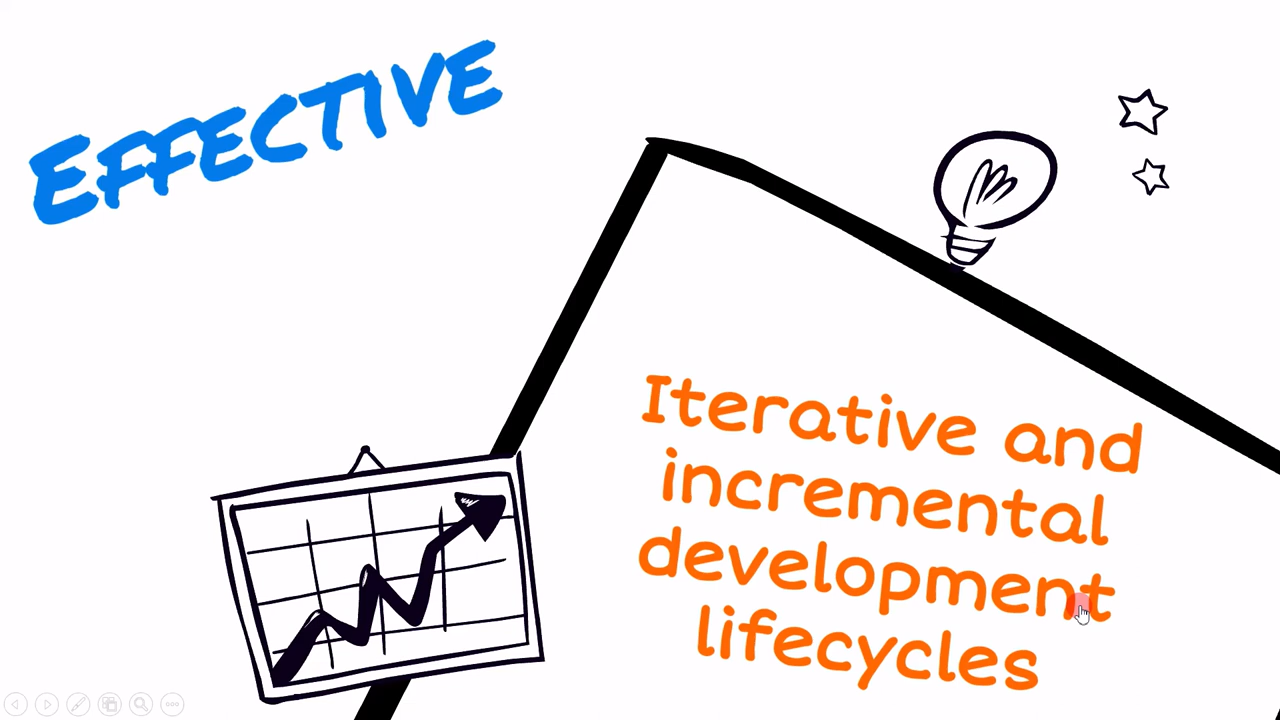 EFFECTIVE
Iterative and
incremental
development
lifecycles